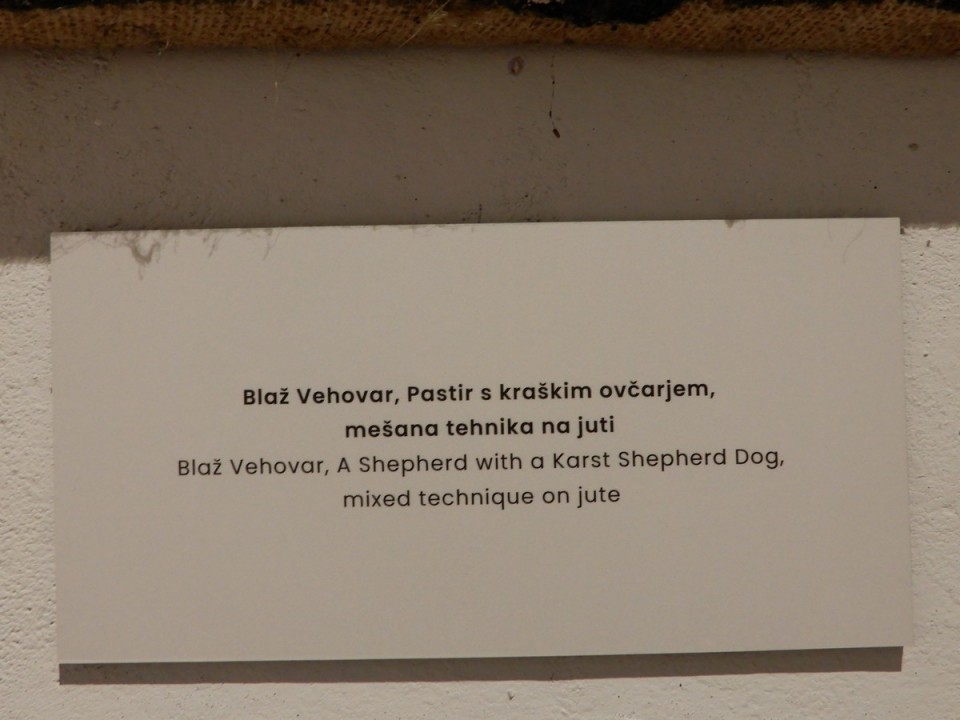 Blaž Vehovar, Pastir s kraškim ovčarjem,
mešana tehnika na juti
Blaž Vehovar, A Shepherd with a Karst Shepherd Dog,
mixed technique on jute